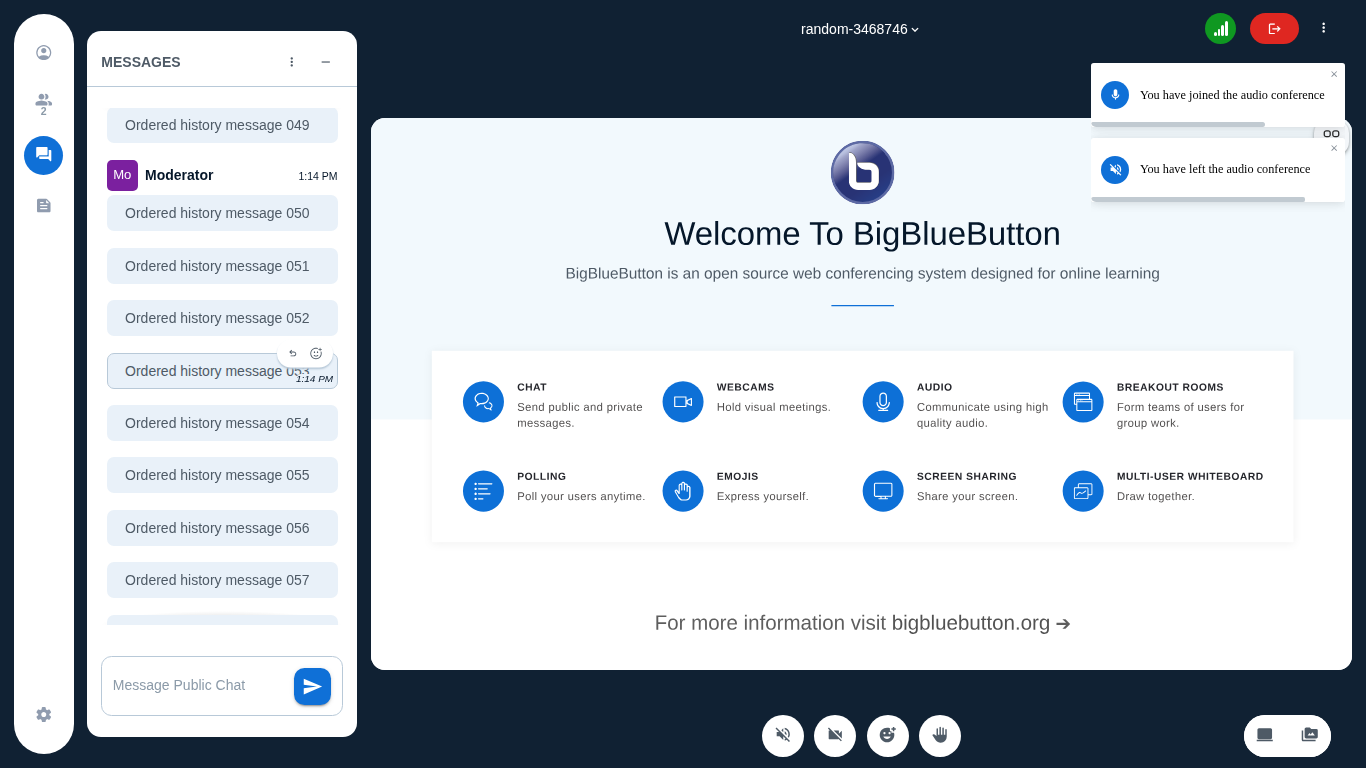 random-3468746
MESSAGES
2
Ordered history message 049
Mo
Moderator
1:14 PM
Ordered history message 050
Ordered history message 051
Ordered history message 052
Ordered history message 053
1:14 PM
Ordered history message 054
Ordered history message 055
Ordered history message 056
Ordered history message 057
Message Public Chat
You have joined the audio conference
You have left the audio conference
Welcome To BigBlueButton
BigBlueButton is an open source web conferencing system designed for online learning
CHAT
Send public and private
messages.
WEBCAMS
Hold visual meetings.
AUDIO
Communicate using high
quality audio.
BREAKOUT ROOMS
Form teams of users for
group work.
POLLING
Poll your users anytime.
EMOJIS
Express yourself.
SCREEN SHARING
Share your screen.
MULTI-USER WHITEBOARD
Draw together.
For more information visit bigbluebutton.org ➔